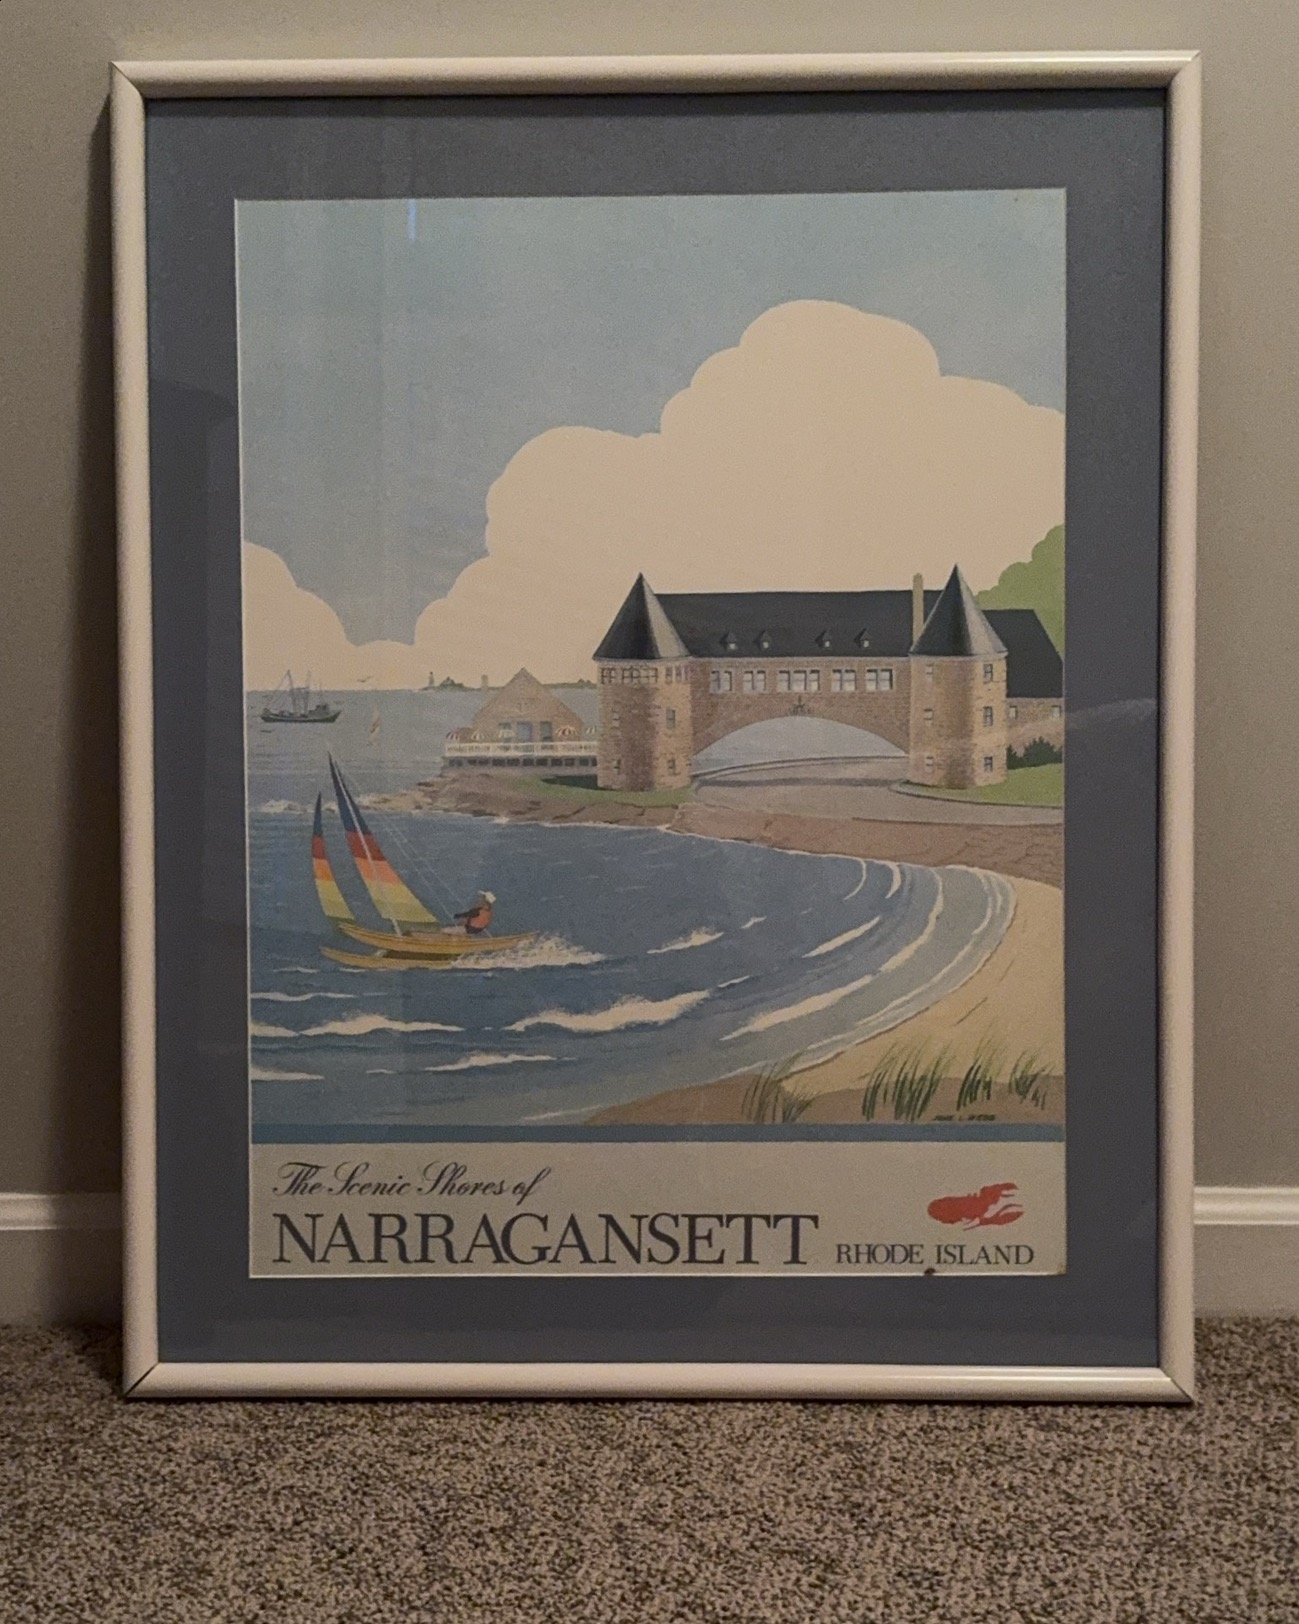 The Scenic Shores of
NARRAGANSETT
RHODE ISLAND